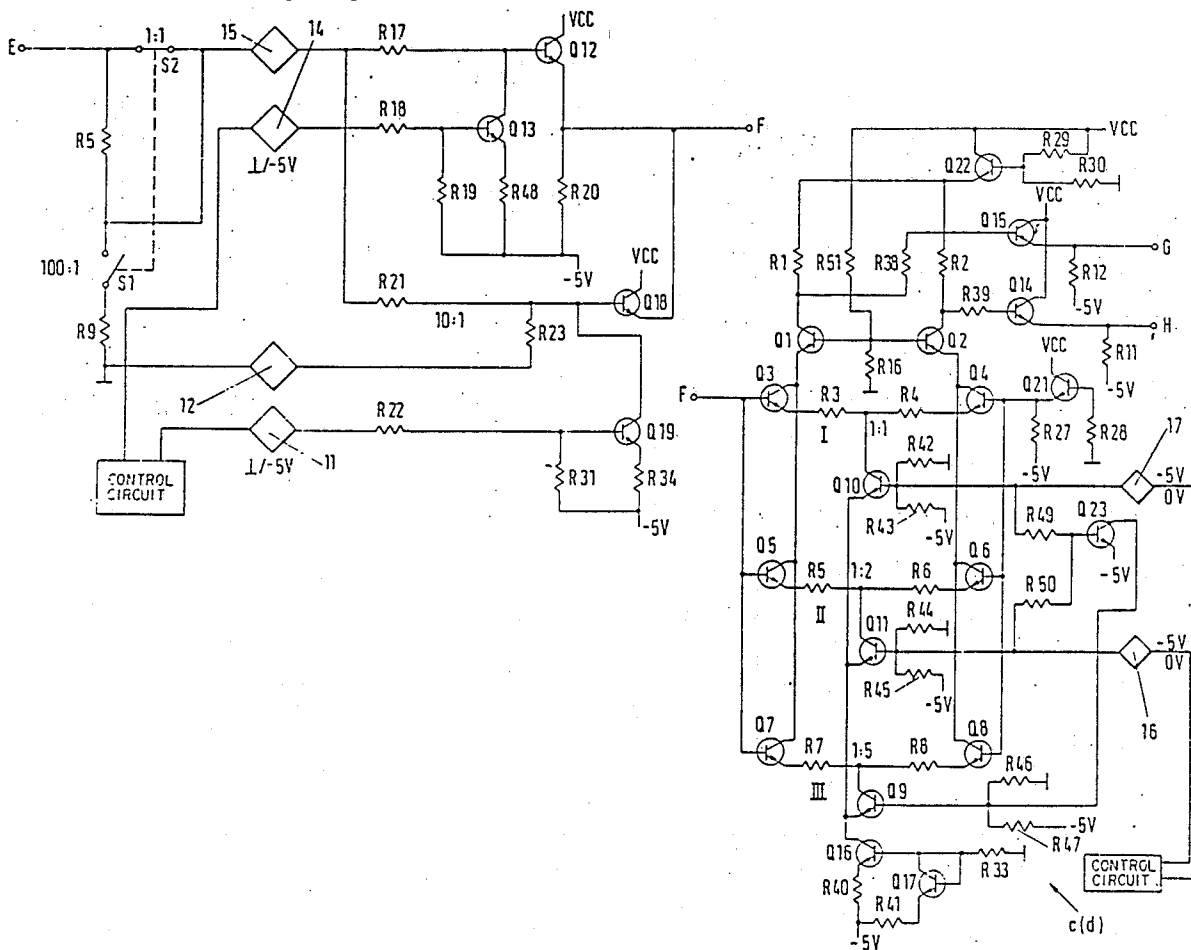 E
1:1
S2
15
14
R17
VCC
Q12
R5
R18
Q13
F
⊥/-5V
R19
R48
R20
-5V
100:1
S1
R21
10:1
VCC
Q18
R9
R23
12
R22
Q19
⊥/-5V
11
R31
R34
-5V
CONTROL
CIRCUIT
VCC
R29
Q22
R30
VCC
Q15
G
R1
R51
R38
R2
R12
-5V
R39
Q14
H
Q1
Q2
R16
R11
-5V
VCC
Q3
Q4
Q21
F
R3
R4
I
1:1
R27
R28
-5V
17
R42
Q10
-5V
0V
R43
-5V
R49
Q23
-5V
Q5
1:2
Q6
R5
R6
R50
II
R44
Q11
-5V
0V
R45
-5V
16
Q7
1:5
Q8
R7
R8
III
R46
Q9
-5V
R47
Q16
R33
Q17
R40
R41
-5V
CONTROL
CIRCUIT
c(d)